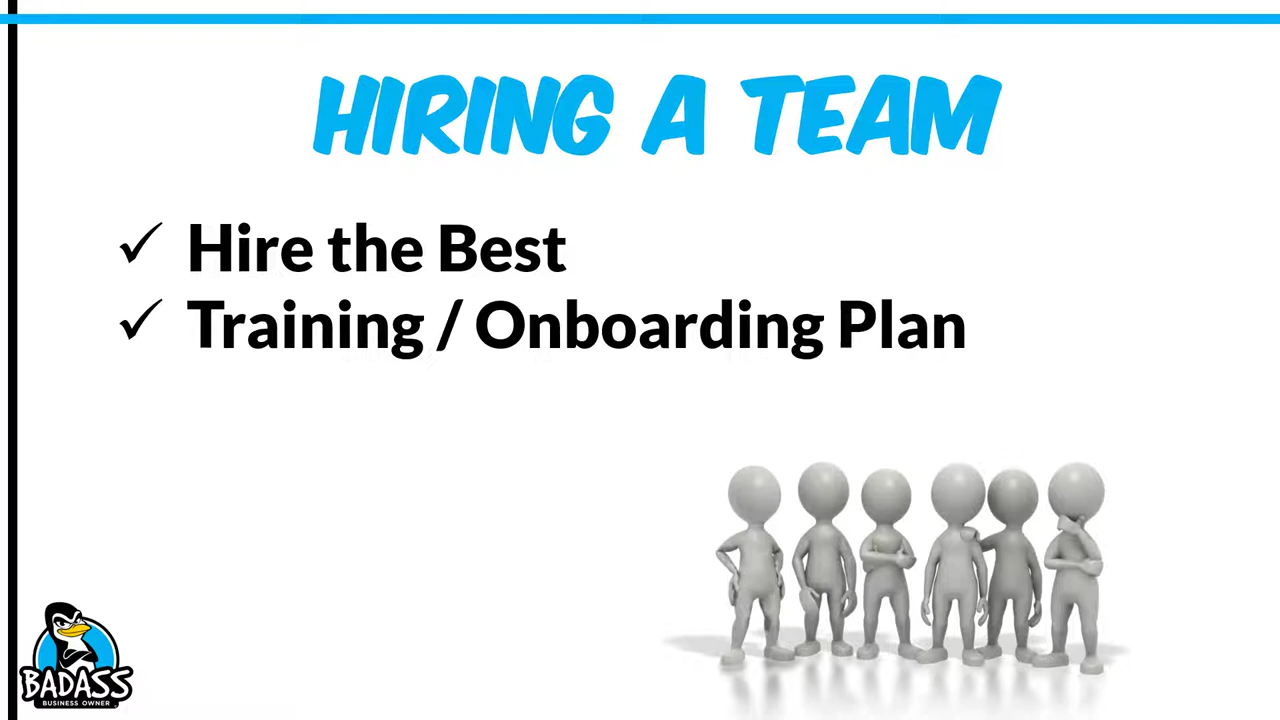 HIRING A TEAM
✓ Hire the Best
✓ Training / Onboarding Plan
BADASS
BUSINESS OWNER